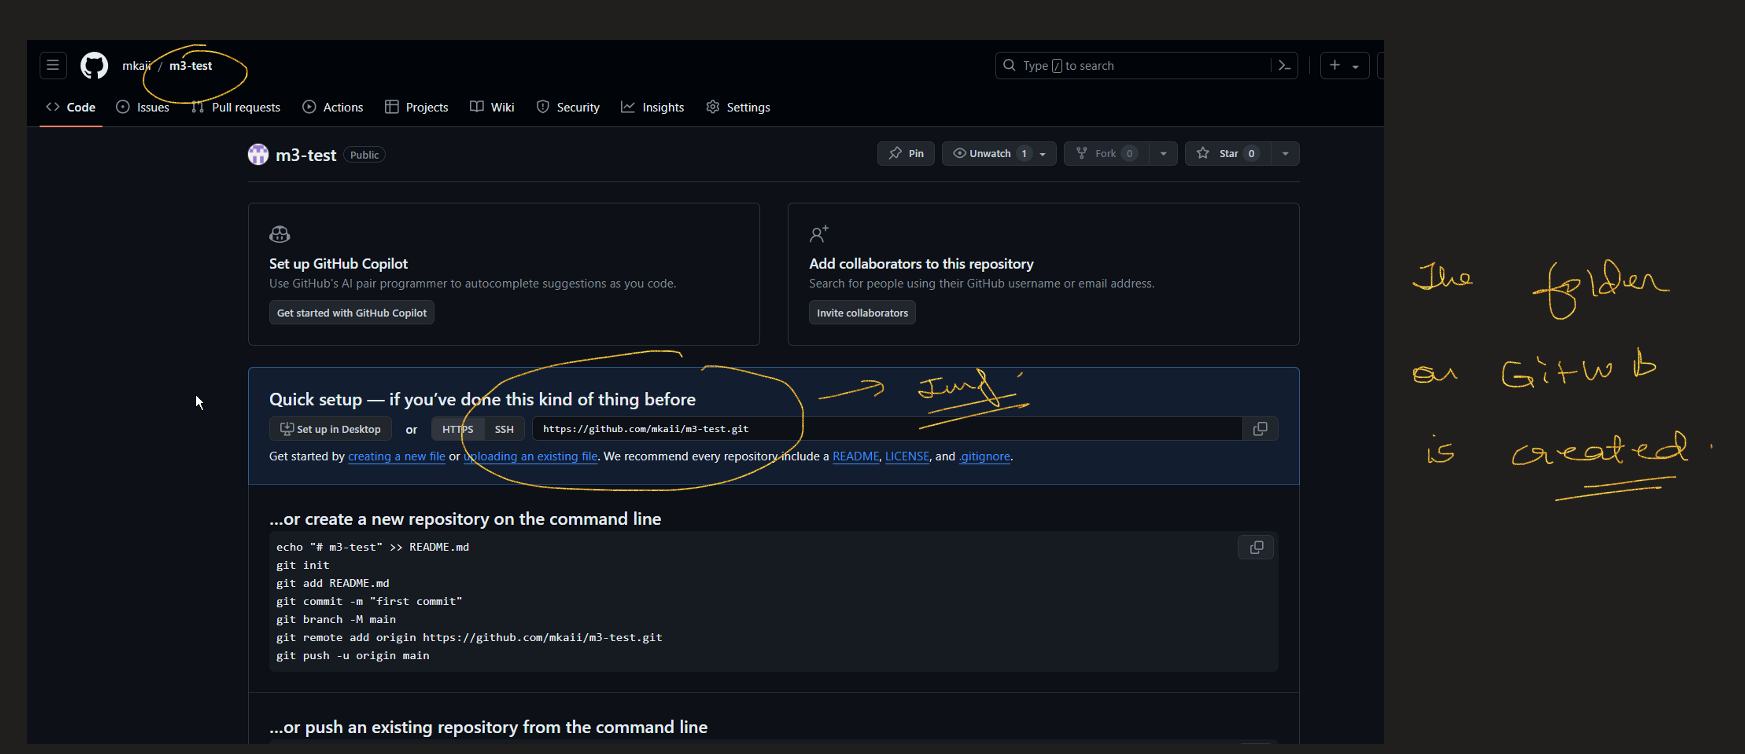 mkaii / m3-test
Type / to search
Code Issues Pull requests Actions Projects Wiki Security Insights Settings
m3-test Public
Pin Unwatch 1 Fork 0 Star 0
Set up GitHub Copilot
Use GitHub's AI pair programmer to autocomplete suggestions as you code.
Get started with GitHub Copilot
Add collaborators to this repository
Search for people using their GitHub username or email address.
Invite collaborators
Quick setup — if you've done this kind of thing before
Set up in Desktop or HTTPS SSH https://github.com/mkaii/m3-test.git
Get started by creating a new file or uploading an existing file. We recommend every repository include a README, LICENSE, and .gitignore.
…or create a new repository on the command line
echo "# m3-test" >> README.md
git init
git add README.md
git commit -m "first commit"
git branch -M main
git remote add origin https://github.com/mkaii/m3-test.git
git push -u origin main
…or push an existing repository from the command line
The folder
on
is created.